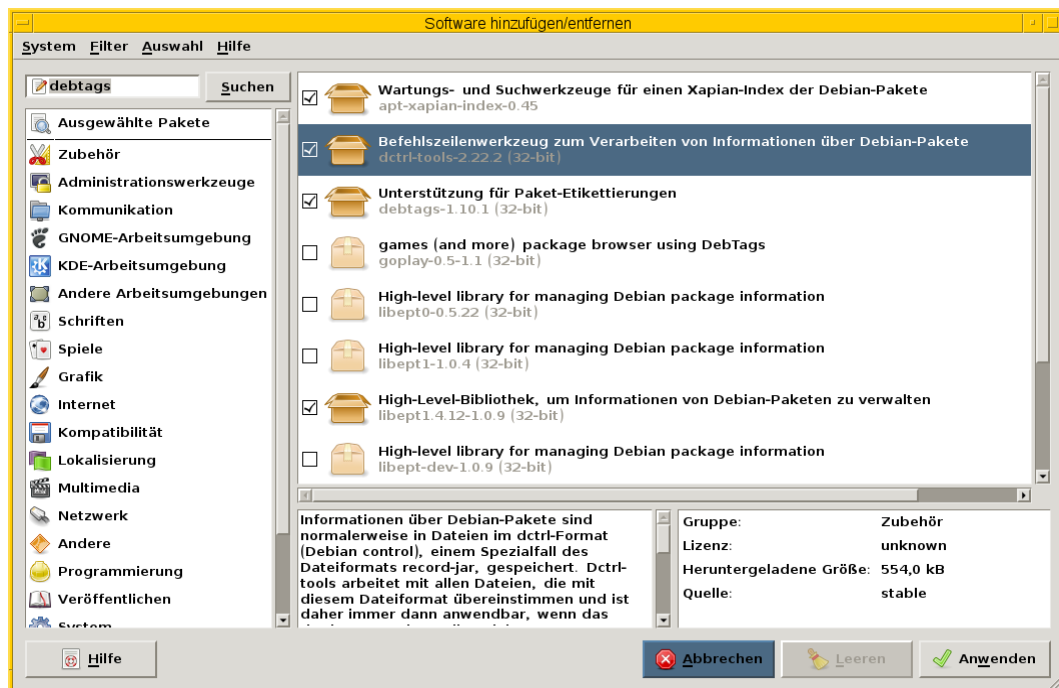 Software hinzufügen/entfernen
System Filter Auswahl Hilfe
debtags
Suchen
Ausgewählte Pakete
Zubehör
Administrationswerkzeuge
Kommunikation
GNOME-Arbeitsumgebung
KDE-Arbeitsumgebung
Andere Arbeitsumgebungen
Schriften
Spiele
Grafik
Internet
Kompatibilität
Lokalisierung
Multimedia
Netzwerk
Andere
Programmierung
Veröffentlichen
System
Wartungs- und Suchwerkzeuge für einen Xapian-Index der Debian-Pakete
apt-xapian-index-0.45
Befehlszeilenwerkzeug zum Verarbeiten von Informationen über Debian-Pakete
dctrl-tools-2.22.2 (32-bit)
Unterstützung für Paket-Etikettierungen
debtags-1.10.1 (32-bit)
games (and more) package browser using DebTags
goplay-0.5-1.1 (32-bit)
High-level library for managing Debian package information
libept0-0.5.22 (32-bit)
High-level library for managing Debian package information
libept1-1.0.4 (32-bit)
High-Level-Bibliothek, um Informationen von Debian-Paketen zu verwalten
libept1.4.12-1.0.9 (32-bit)
High-level library for managing Debian package information
libept-dev-1.0.9 (32-bit)
Informationen über Debian-Pakete sind
normalerweise in Dateien im dctrl-Format
(Debian control), einem Spezialfall des
Dateiformats record-jar, gespeichert. Dctrl-
tools arbeitet mit allen Dateien, die mit
diesem Dateiformat übereinstimmen und ist
daher immer dann anwendbar, wenn das
Gruppe: Zubehör
Lizenz: unknown
Heruntergeladene Größe: 554,0 kB
Quelle: stable
Hilfe
Abbrechen
Leeren
Anwenden